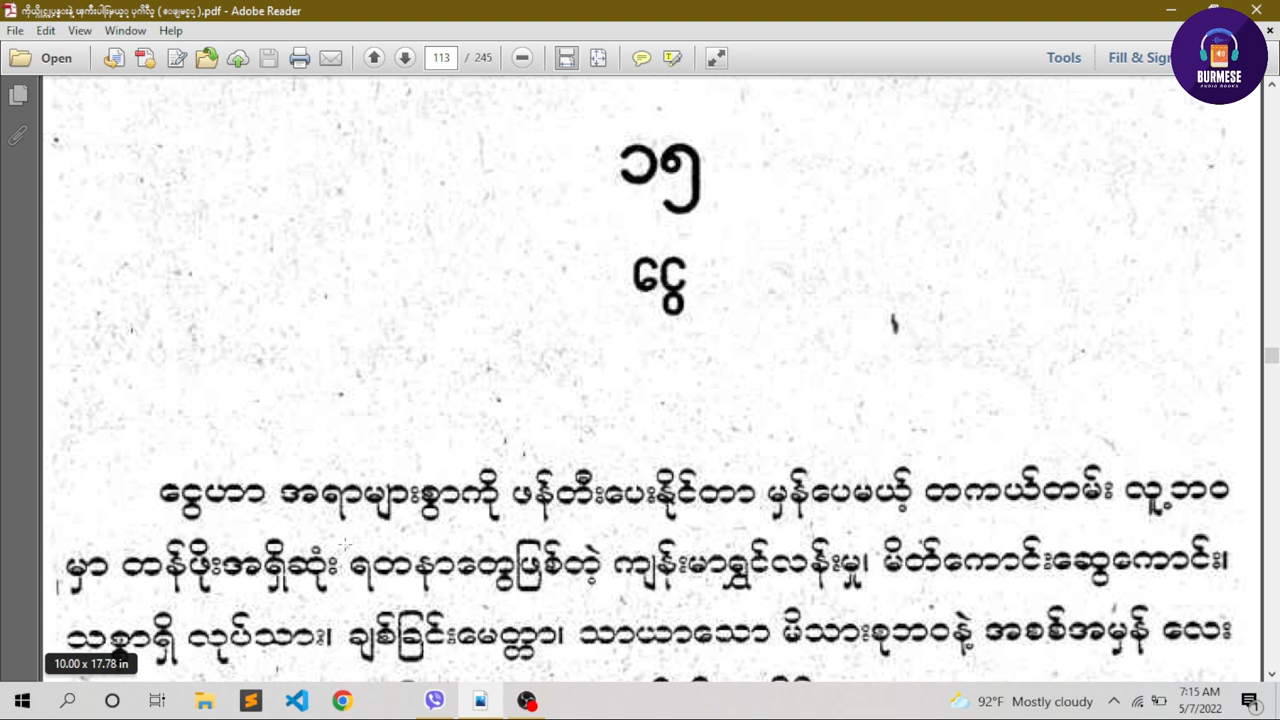 .pdf - Adobe Reader
File Edit View Window Help
Open 113 / 245 Tools Fill & Sign
BURMESE
AUDIO BOOKS
၁၅
ငွေ
ငွေဟာ အရာများစွာကို ဖန်တီးပေးနိုင်တာ မှန်ပေမယ့် တကယ်တမ်း လူ့ဘဝ
မှာ တန်ဖိုးအရှိဆုံး ရတနာတွေဖြစ်တဲ့ ကျန်းမာရွှင်လန်းမှု၊ မိတ်ကောင်းဆွေကောင်း၊
သစ္စာရှိ လုပ်သား၊ ချစ်ခြင်းမေတ္တာ၊ သာယာသော မိသားစုဘဝနဲ့ အစစ်အမှန် လေး
10.00 x 17.78 in
92°F Mostly cloudy 7:15 AM
5/7/2022 1